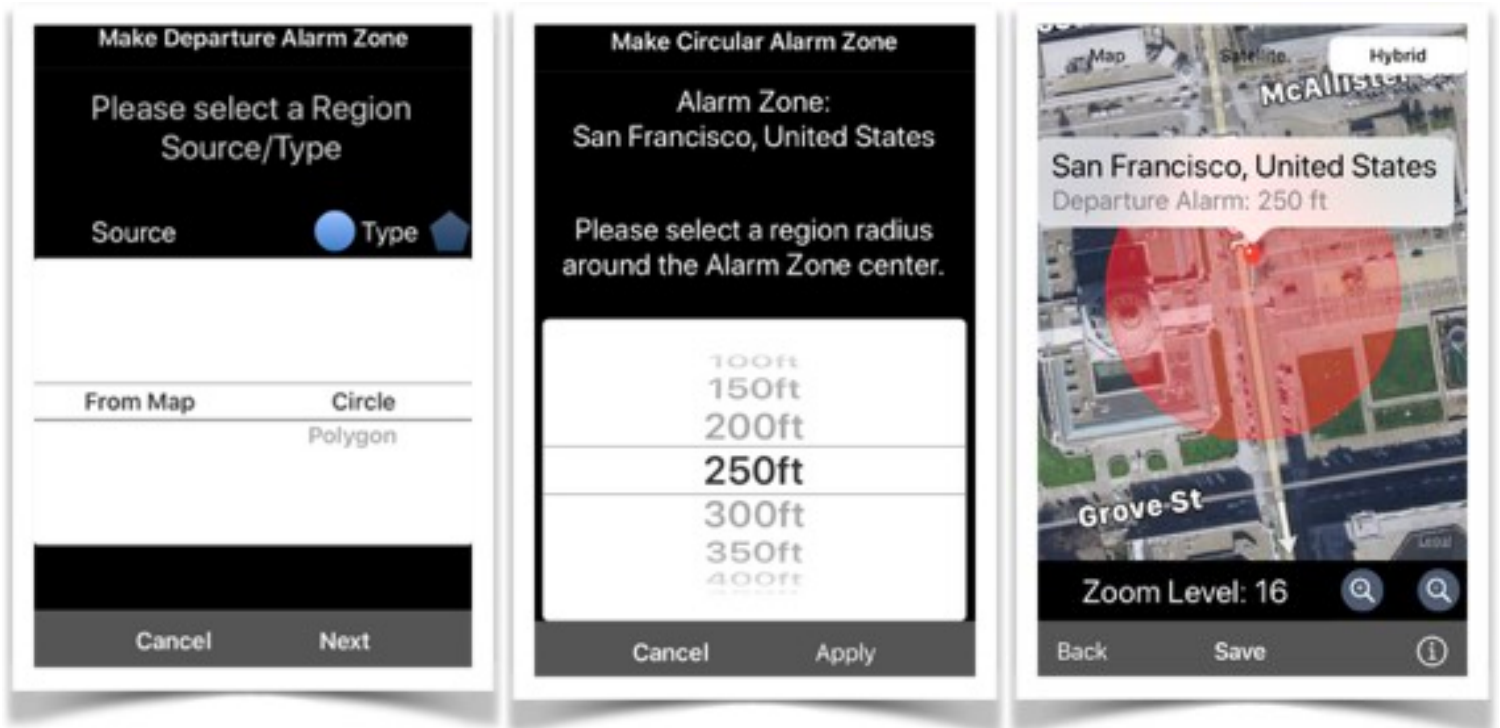 Make Departure Alarm Zone
Please select a Region
Source/Type
Source
Type
From Map
Circle
Polygon
Cancel
Next
Make Circular Alarm Zone
Alarm Zone:
San Francisco, United States
Please select a region radius
around the Alarm Zone center.
100ft
150ft
200ft
250ft
300ft
350ft
400ft
Cancel
Apply
Map
Satellite
Hybrid
McAllister
San Francisco, United States
Departure Alarm: 250 ft
Grove St
Legal
Zoom Level: 16
Back
Save